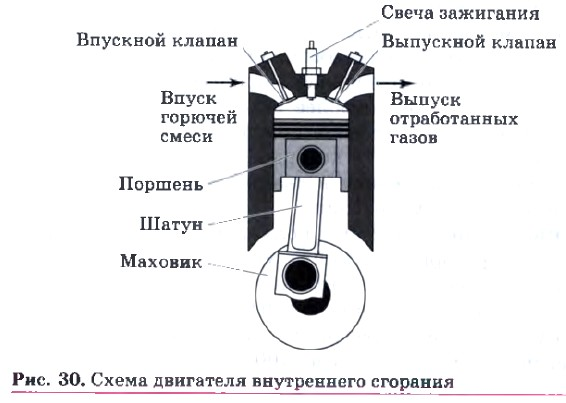 Свеча зажигания
Впускной клапан
Выпускной клапан
Впуск
горючей
смеси
Выпуск
отработанных
газов
Поршень
Шатун
Маховик
Рис. 30. Схема двигателя внутреннего сгорания